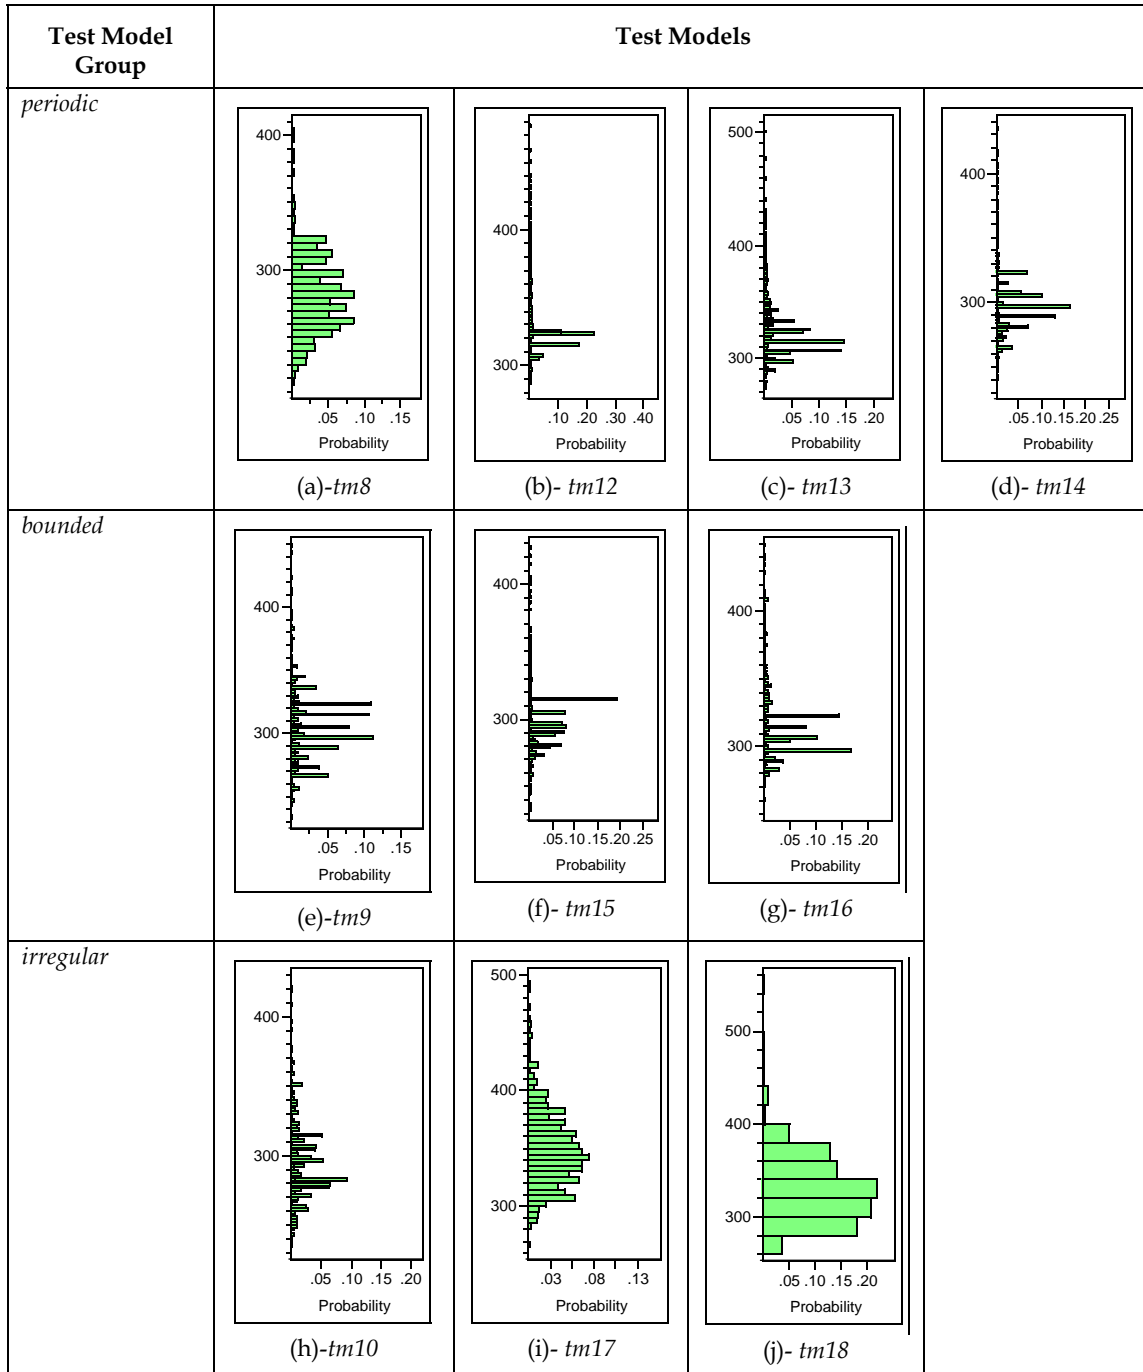 Test Model
Group
Test Models
periodic
400
300
.05 .10 .15
Probability
(a)-tm8
400
300
.10 .20 .30 .40
Probability
(b)- tm12
500
400
300
.05 .10 .15 .20
Probability
(c)- tm13
400
300
.05 .10 .15 .20 .25
Probability
(d)- tm14
bounded
400
300
.05 .10 .15
Probability
(e)-tm9
400
300
.05 .10 .15 .20 .25
Probability
(f)- tm15
400
300
.05 .10 .15 .20
Probability
(g)- tm16
irregular
400
300
.05 .10 .15 .20
Probability
(h)-tm10
500
400
300
.03 .08 .13
Probability
(i)- tm17
500
400
300
.05 .10 .15 .20
Probability
(j)- tm18